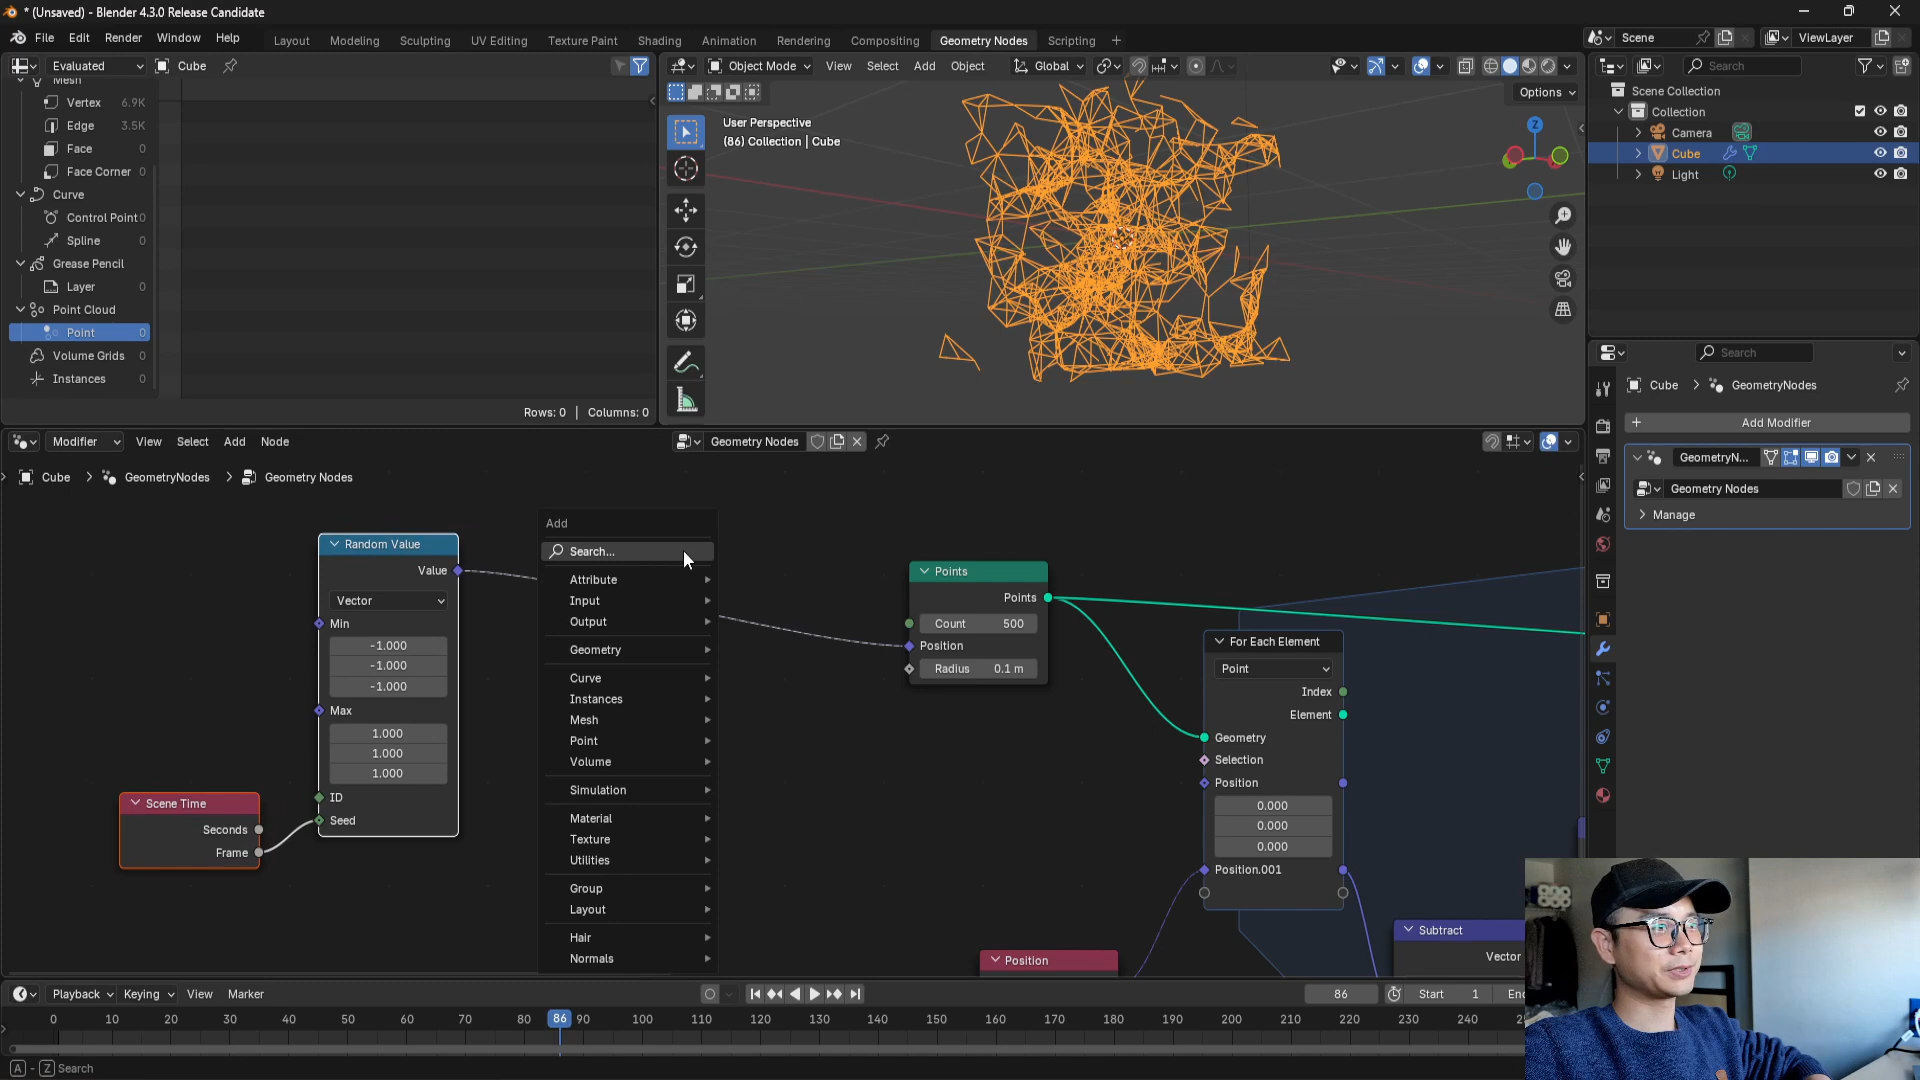 * (Unsaved) - Blender 4.3.0 Release Candidate
File Edit Render Window Help
Layout Modeling Sculpting UV Editing Texture Paint Shading Animation Rendering Compositing Geometry Nodes Scripting +
Scene
ViewLayer
Evaluated
Cube
Mesh
Vertex 6.9K
Edge 3.5K
Face 0
Face Corner 0
Curve
Control Point 0
Spline 0
Grease Pencil
Layer 0
Point Cloud
Point 0
Volume Grids 0
Instances 0
Rows: 0 | Columns: 0
Object Mode View Select Add Object Global
Options
User Perspective
(86) Collection | Cube
Z
Search
Scene Collection
Collection
Camera
Cube
Light
Search
Cube > GeometryNodes
+ Add Modifier
GeometryN...
Geometry Nodes
Manage
Modifier View Select Add Node
Geometry Nodes
Cube > GeometryNodes > Geometry Nodes
Random Value
Value
Vector
Min
-1.000
-1.000
-1.000
Max
1.000
1.000
1.000
ID
Seed
Scene Time
Seconds
Frame
Add
Search...
Attribute
Input
Output
Geometry
Curve
Instances
Mesh
Point
Volume
Simulation
Material
Texture
Utilities
Group
Layout
Hair
Normals
Points
Points
Count 500
Position
Radius 0.1 m
For Each Element
Point
Index
Element
Geometry
Selection
Position
0.000
0.000
0.000
Position.001
Position
Subtract
Vector
Playback Keying View Marker
86
Start 1
0 10 20 30 40 50 60 70 80 86 90 100 110 120 130 140 150 160 170 180 190 200 210 220 230 240
A - Z Search